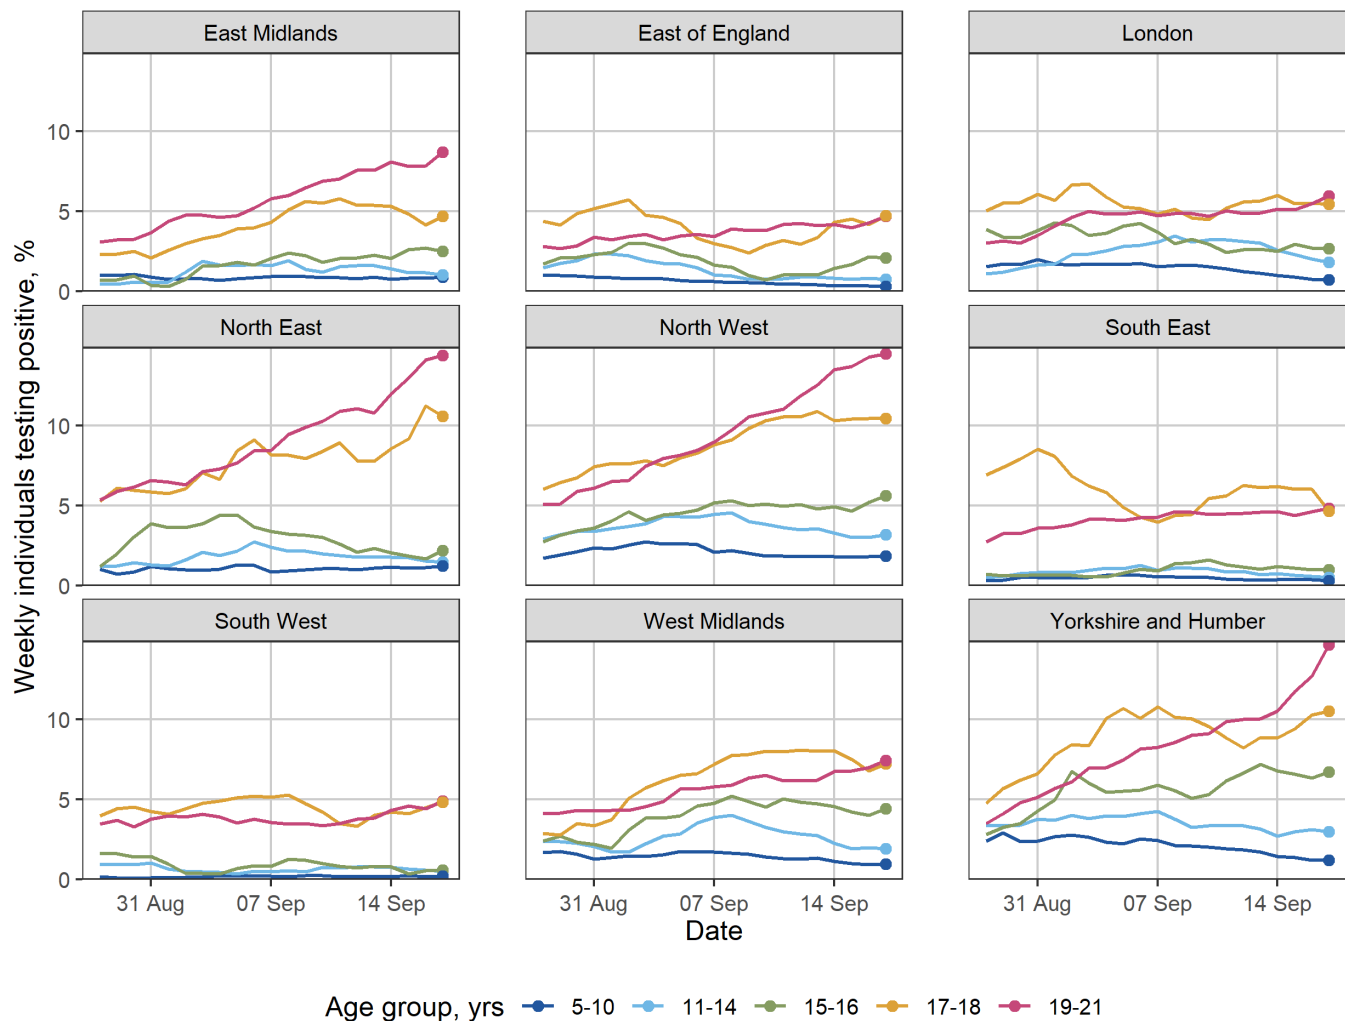 East Midlands
East of England
London
10
5
0
North East
North West
South East
10
5
0
South West
West Midlands
Yorkshire and Humber
10
5
0
31 Aug 07 Sep 14 Sep
31 Aug 07 Sep 14 Sep
31 Aug 07 Sep 14 Sep
Weekly individuals testing positive, %
Date
Age group, yrs 5-10 11-14 15-16 17-18 19-21